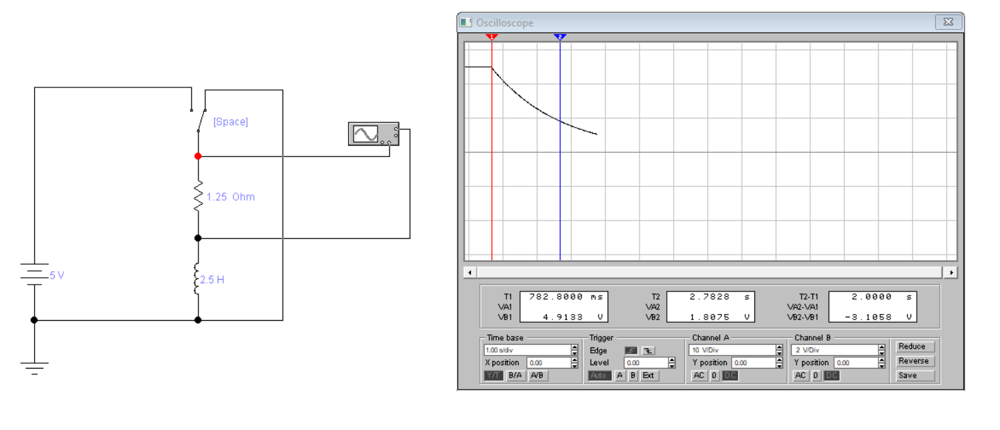 Oscilloscope
1 2
[Space]
1.25 Ohm
5 V
2.5 H
T1 782.8000 ms T2 2.7828 s T2-T1 2.0000 s
VA1 VA2 VA2-VA1
VB1 4.9133 V VB2 1.8075 V VB2-VB1 -3.1058 V
Time base Trigger Channel A Channel B
1.00 s/div Edge 10 V/Div 2 V/Div Reduce
X position 0.00 Level 0.00 Y position 0.00 Y position 0.00 Reverse
Y/T B/A A/B Auto A B Ext AC 0 DC AC 0 DC Save